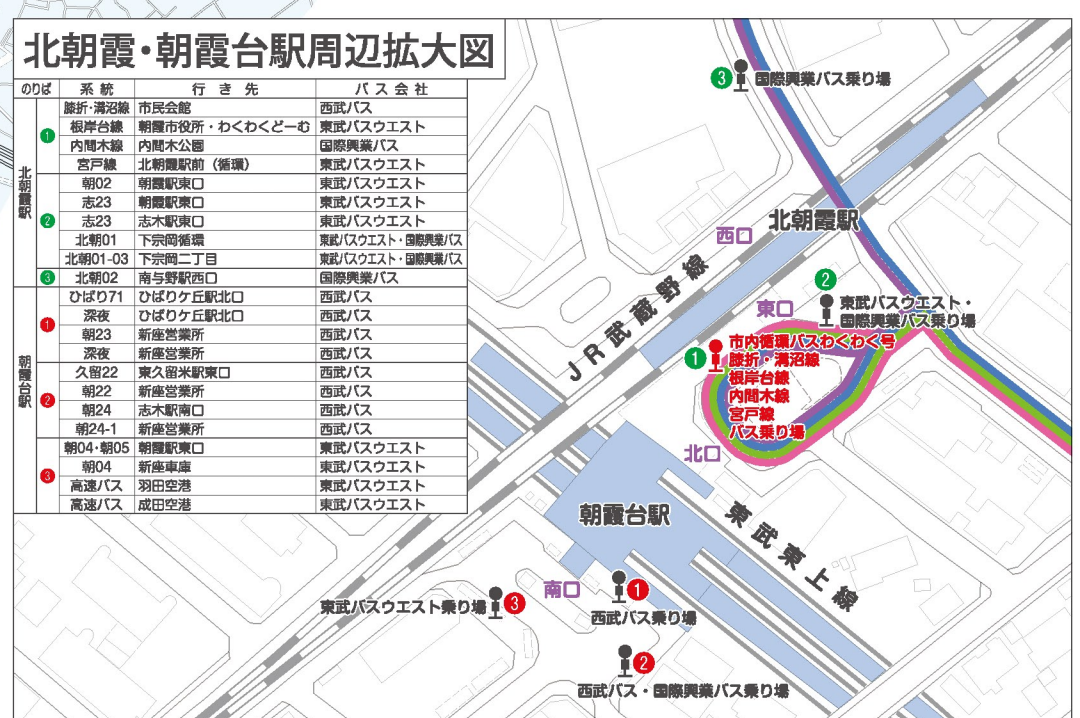 北朝霞・朝霞台駅周辺拡大図
のりば 系統 行き先 バス会社
北朝霞駅
1
膝折・溝沼線 市民会館 西武バス
根岸台線 朝霞市役所・わくわくどーむ 東武バスウエスト
内間木線 内間木公園 国際興業バス
宮戸線 北朝霞駅前（循環） 東武バスウエスト
2
朝02 朝霞駅東口 東武バスウエスト
志23 朝霞駅東口 東武バスウエスト
志23 志木駅東口 東武バスウエスト
北朝01 下宗岡循環 東武バスウエスト・国際興業バス
北朝01-03 下宗岡二丁目 東武バスウエスト・国際興業バス
3
北朝02 南与野駅西口 国際興業バス
朝霞台駅
1
ひばり71 ひばりケ丘駅北口 西武バス
深夜 ひばりケ丘駅北口 西武バス
朝23 新座営業所 西武バス
深夜 新座営業所 西武バス
2
久留22 東久留米駅東口 西武バス
朝22 新座営業所 西武バス
朝24 志木駅南口 西武バス
朝24-1 新座営業所 西武バス
3
朝04・朝05 朝霞駅東口 東武バスウエスト
朝04 新座車庫 東武バスウエスト
高速バス 羽田空港 東武バスウエスト
高速バス 成田空港 東武バスウエスト
3 国際興業バス乗り場
北朝霞駅
西口
JR武蔵野線
東口
2
東武バスウエスト・
国際興業バス乗り場
1
市内循環バスわくわく号
膝折・溝沼線
根岸台線
内間木線
宮戸線
バス乗り場
北口
朝霞台駅
東武東上線
南口
1
西武バス乗り場
東武バスウエスト乗り場 3
2
西武バス・国際興業バス乗り場